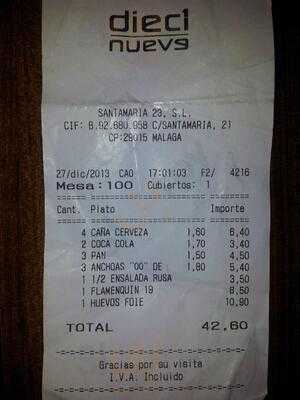 dieci
nueve
SANTAMARIA 23, S.L.
CIF: B.92.680.958 C/SANTAMARIA, 21
CP:29015 MALAGA
27/dic/2013 CAO 17:01:03 F2/ 4216
Mesa:100 Cubiertos: 1
Cant. Plato Importe
4 CAÑA CERVEZA 1,60 6,40
2 COCA COLA 1,70 3,40
3 PAN 1,50 4,50
3 ANCHOAS "OO" DE 1,80 5,40
1 1/2 ENSALADA RUSA 3,50
1 FLAMENQUIN 19 8,50
1 HUEVOS FOIE 10,90
TOTAL 42,60
Gracias por su visita
I.V.A. Incluido